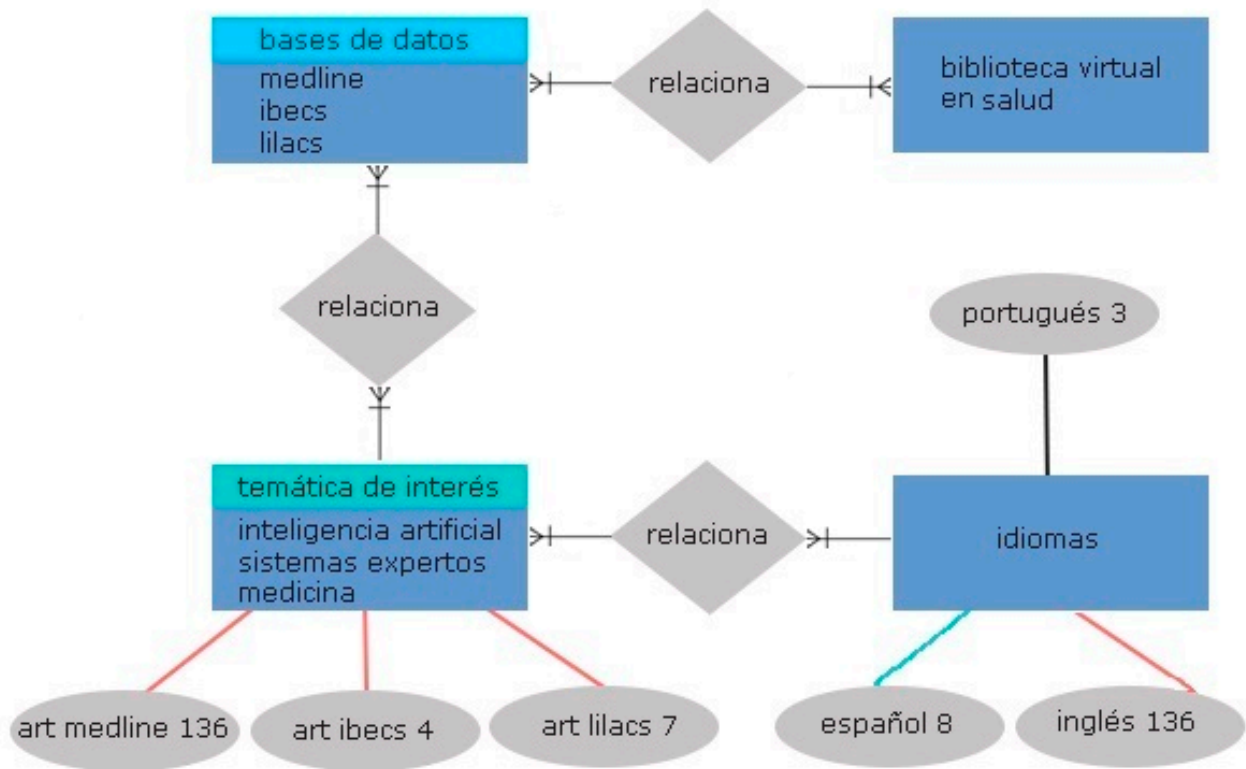 bases de datos
medline
ibecs
lilacs
relaciona
biblioteca virtual
en salud
relaciona
portugués 3
temática de interés
inteligencia artificial
sistemas expertos
medicina
relaciona
idiomas
art medline 136
art ibecs 4
art lilacs 7
español 8
inglés 136